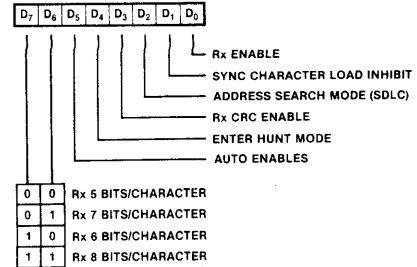 D7 D6 D5 D4 D3 D2 D1 D0
Rx ENABLE
SYNC CHARACTER LOAD INHIBIT
ADDRESS SEARCH MODE (SDLC)
Rx CRC ENABLE
ENTER HUNT MODE
AUTO ENABLES
0 0 Rx 5 BITS/CHARACTER
0 1 Rx 7 BITS/CHARACTER
1 0 Rx 6 BITS/CHARACTER
1 1 Rx 8 BITS/CHARACTER